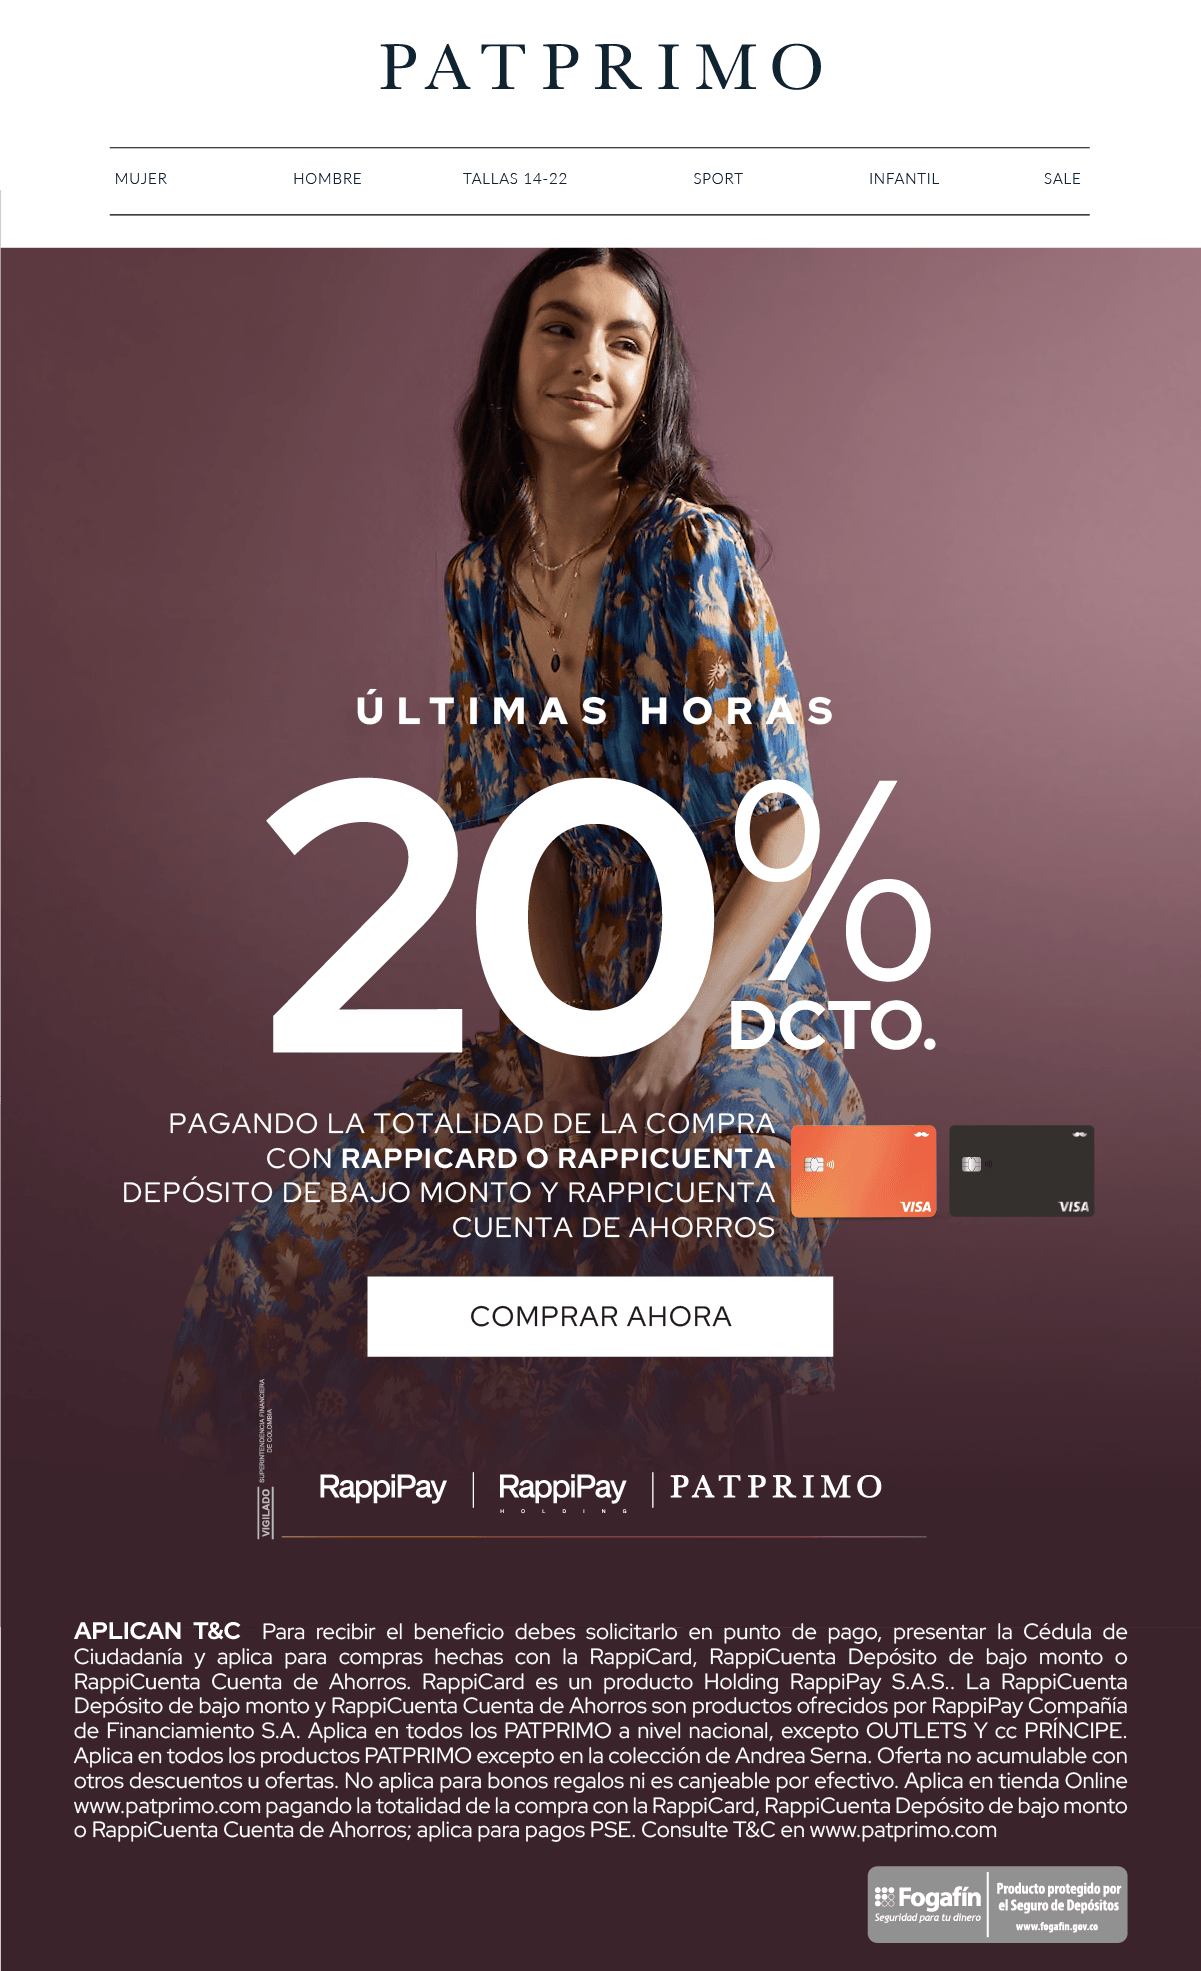 PATPRIMO
MUJER HOMBRE TALLAS 14-22 SPORT INFANTIL SALE
ÚLTIMAS HORAS
20%
DCTO.
PAGANDO LA TOTALIDAD DE LA COMPRA
CON RAPPICARD O RAPPICUENTA
DEPÓSITO DE BAJO MONTO Y RAPPICUENTA
CUENTA DE AHORROS
VISA
VISA
COMPRAR AHORA
VIGILADO SUPERINTENDENCIA FINANCIERA
DE COLOMBIA
RappiPay | RappiPay | PATPRIMO
HOLDING
APLICAN T&C Para recibir el beneficio debes solicitarlo en punto de pago, presentar la Cédula de
Ciudadanía y aplica para compras hechas con la RappiCard, RappiCuenta Depósito de bajo monto o
RappiCuenta Cuenta de Ahorros. RappiCard es un producto Holding RappiPay S.A.S.. La RappiCuenta
Depósito de bajo monto y RappiCuenta Cuenta de Ahorros son productos ofrecidos por RappiPay Compañía
de Financiamiento S.A. Aplica en todos los PATPRIMO a nivel nacional, excepto OUTLETS Y cc PRÍNCIPE.
Aplica en todos los productos PATPRIMO excepto en la colección de Andrea Serna. Oferta no acumulable con
otros descuentos u ofertas. No aplica para bonos regalos ni es canjeable por efectivo. Aplica en tienda Online
www.patprimo.com pagando la totalidad de la compra con la RappiCard, RappiCuenta Depósito de bajo monto
o RappiCuenta Cuenta de Ahorros; aplica para pagos PSE. Consulte T&C en www.patprimo.com
Fogafín
Seguridad para tu dinero
Producto protegido por
el Seguro de Depósitos
www.fogafin.gov.co